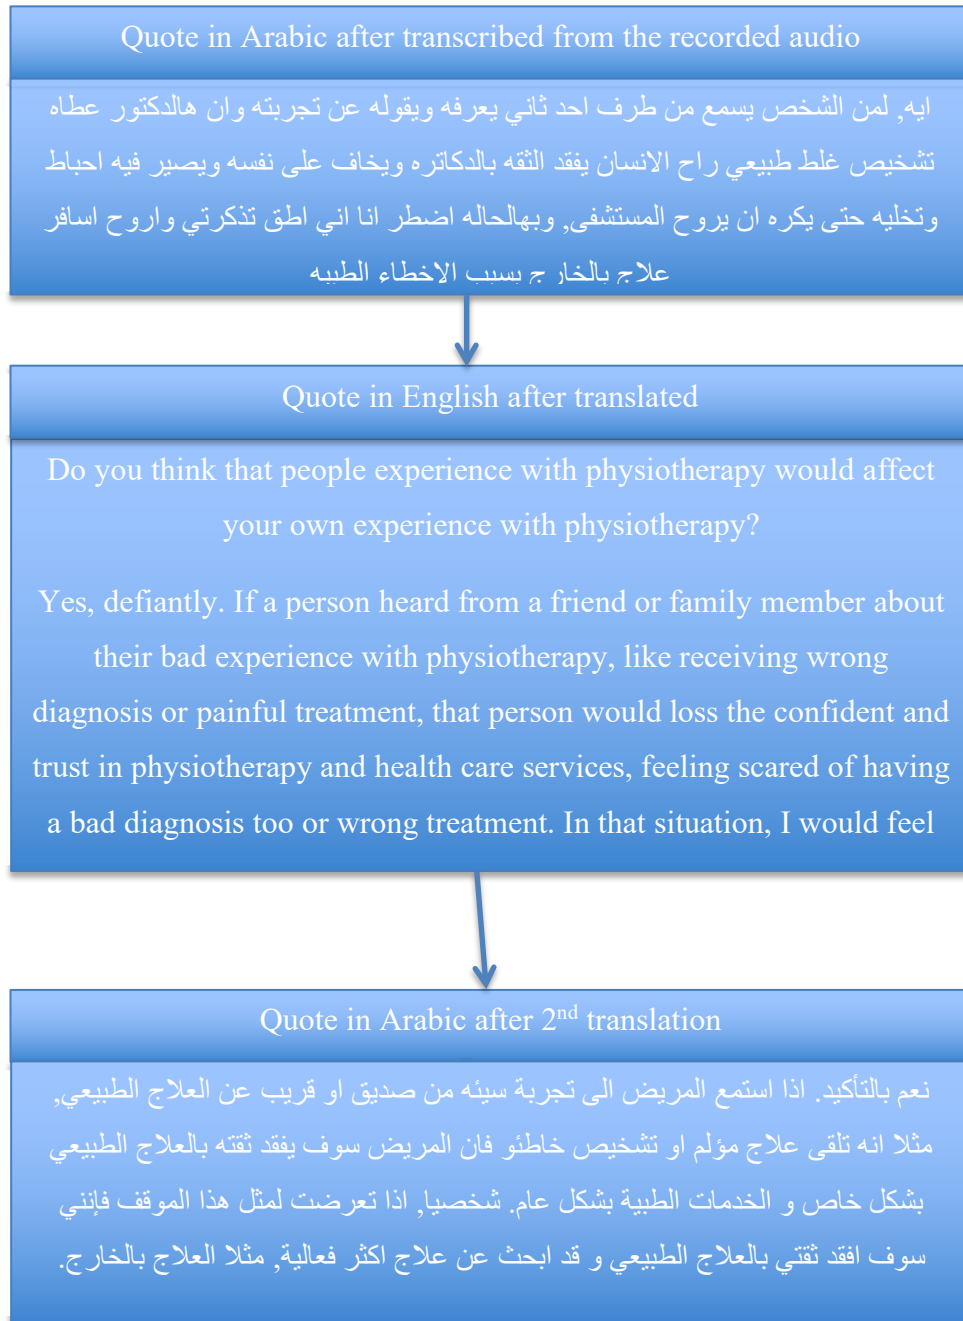 Quote in Arabic after transcribed from the recorded audio
ايه, لمن الشخص يسمع من طرف احد ثاني يعرفه ويقوله عن تجربته وان هالدكتور عطاه
تشخيص غلط طبيعي راح الانسان يفقد الثقه بالدكاتره ويخاف على نفسه ويصير فيه احباط
وتخليه حتى يكره ان يروح المستشفى, وبهالحاله اضطر انا اني اطق تذكرتي واروح اسافر
علاج بالخارج بسبب الاخطاء الطبيه
Quote in English after translated
Do you think that people experience with physiotherapy would affect
your own experience with physiotherapy?
Yes, defiantly. If a person heard from a friend or family member about
their bad experience with physiotherapy, like receiving wrong
diagnosis or painful treatment, that person would loss the confident and
trust in physiotherapy and health care services, feeling scared of having
a bad diagnosis too or wrong treatment. In that situation, I would feel
Quote in Arabic after 2nd translation
نعم بالتأكيد. اذا استمع المريض الى تجربة سيئه من صديق او قريب عن العلاج الطبيعي,
مثلا انه تلقى علاج مؤلم او تشخيص خاطئو فان المريض سوف يفقد ثقته بالعلاج الطبيعي
بشكل خاص و الخدمات الطبية بشكل عام. شخصيا, اذا تعرضت لمثل هذا الموقف فإنني
سوف افقد ثقتي بالعلاج الطبيعي و قد ابحث عن علاج اكثر فعالية, مثلا العلاج بالخارج.